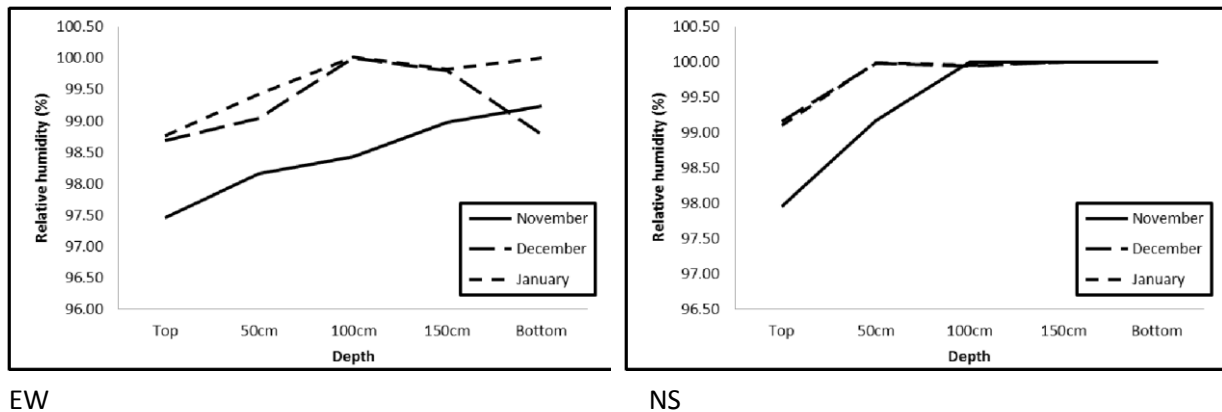 100.50
100.00
99.50
99.00
98.50
98.00
97.50
97.00
96.50
96.00
Relative humidity (%)
Top 50cm 100cm 150cm Bottom
Depth
November
December
January
EW
100.50
100.00
99.50
99.00
98.50
98.00
97.50
97.00
96.50
Relative humidity (%)
Top 50cm 100cm 150cm Bottom
Depth
November
December
January
NS